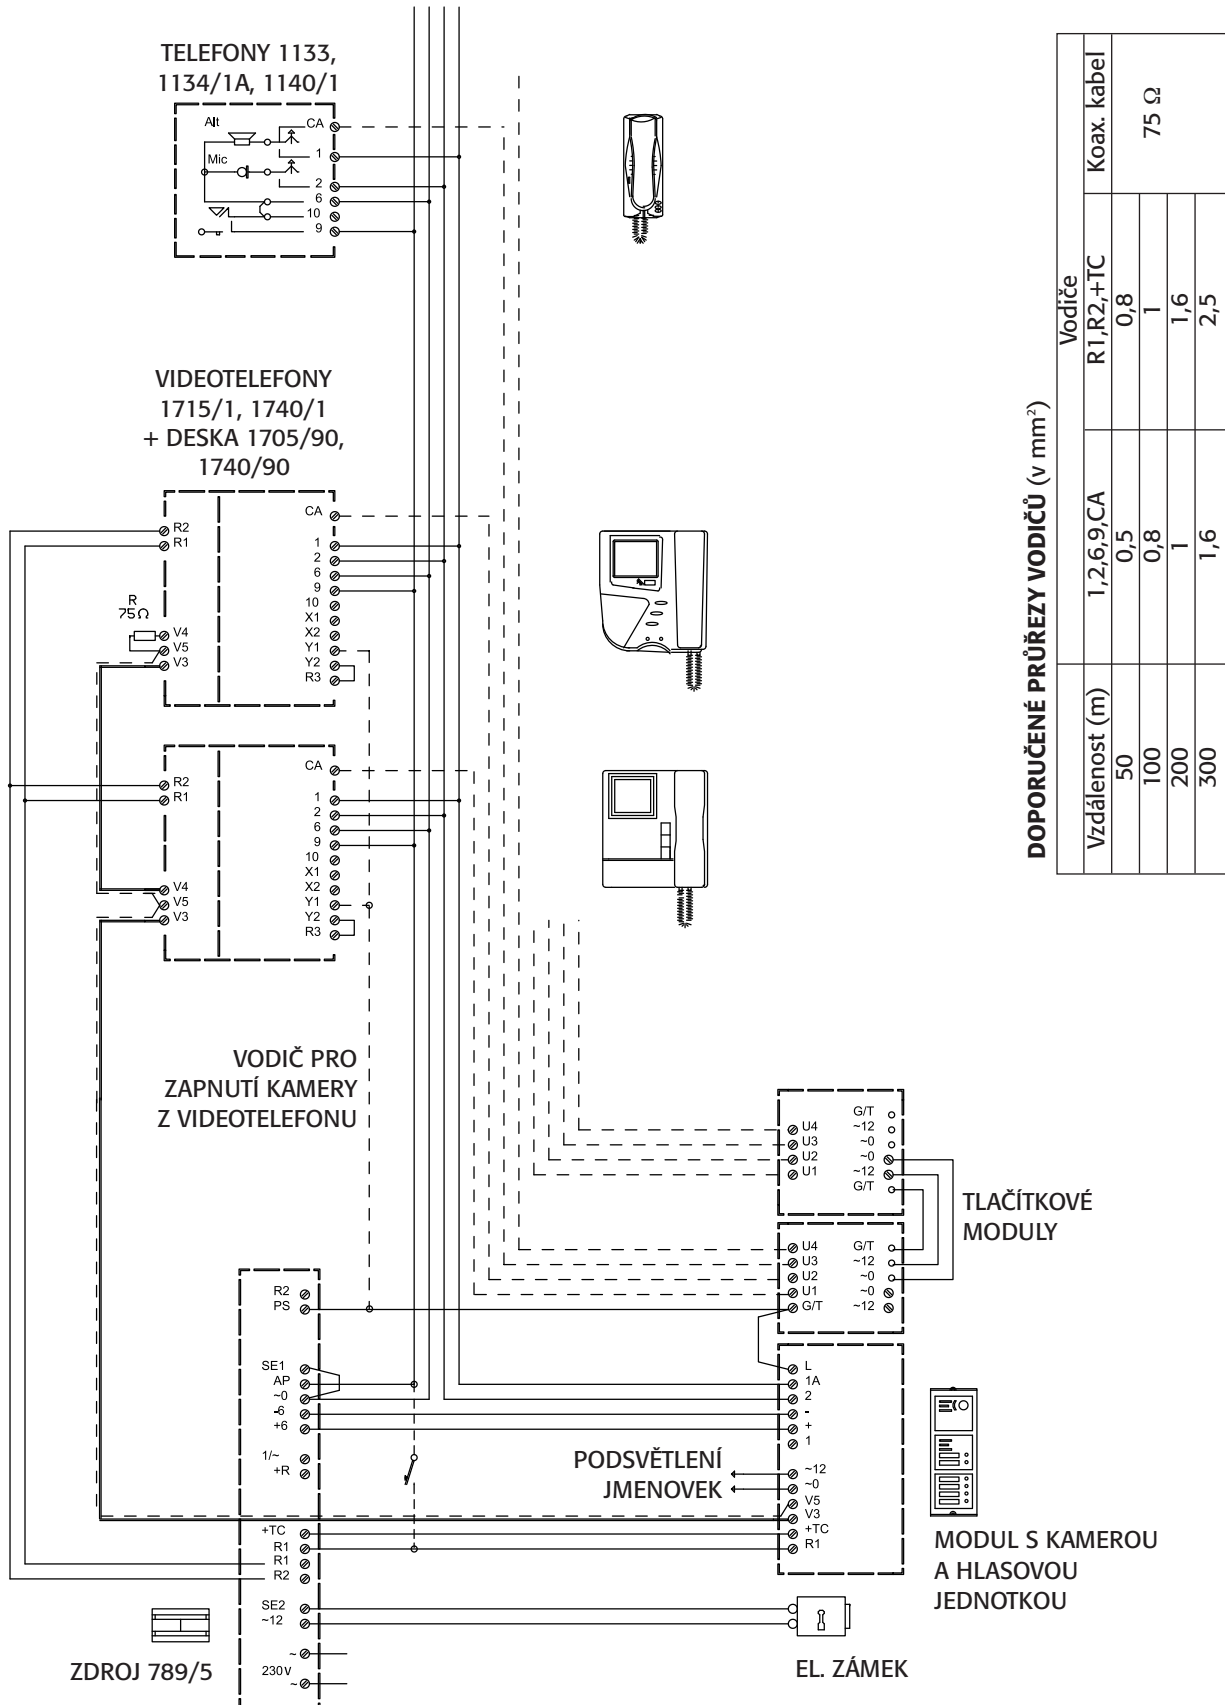 TELEFONY 1133,
1134/1A, 1140/1
Alt
Mic
CA
1
2
6
10
9
VIDEOTELEFONY
1715/1, 1740/1
+ DESKA 1705/90,
1740/90
R2
R1
R
75Ω
V4
V5
V3
CA
1
2
6
9
10
X1
X2
Y1
Y2
R3
R2
R1
V4
V5
V3
CA
1
2
6
9
10
X1
X2
Y1
Y2
R3
VODIČ PRO
ZAPNUTÍ KAMERY
Z VIDEOTELEFONU
DOPORUČENÉ PRŮŘEZY VODIČŮ (v mm²)
Vodiče
Vzdálenost (m) 1,2,6,9,CA R1,R2,+TC Koax. kabel
50 0,5 0,8
100 0,8 1 75 Ω
200 1 1,6
300 1,6 2,5
U4
U3
U2
U1
G/T
~12
~0
~0
~12
G/T
TLAČÍTKOVÉ
MODULY
U4
U3
U2
U1
G/T
G/T
~12
~0
~0
~12
R2
PS
SE1
AP
~0
-6
+6
1/~
+R
+TC
R1
R1
R2
SE2
~12
~
230V
~
L
1A
2
-
+
1
~12
~0
V5
V3
+TC
R1
PODSVĚTLENÍ
JMENOVEK
MODUL S KAMEROU
A HLASOVOU
JEDNOTKOU
ZDROJ 789/5
EL. ZÁMEK